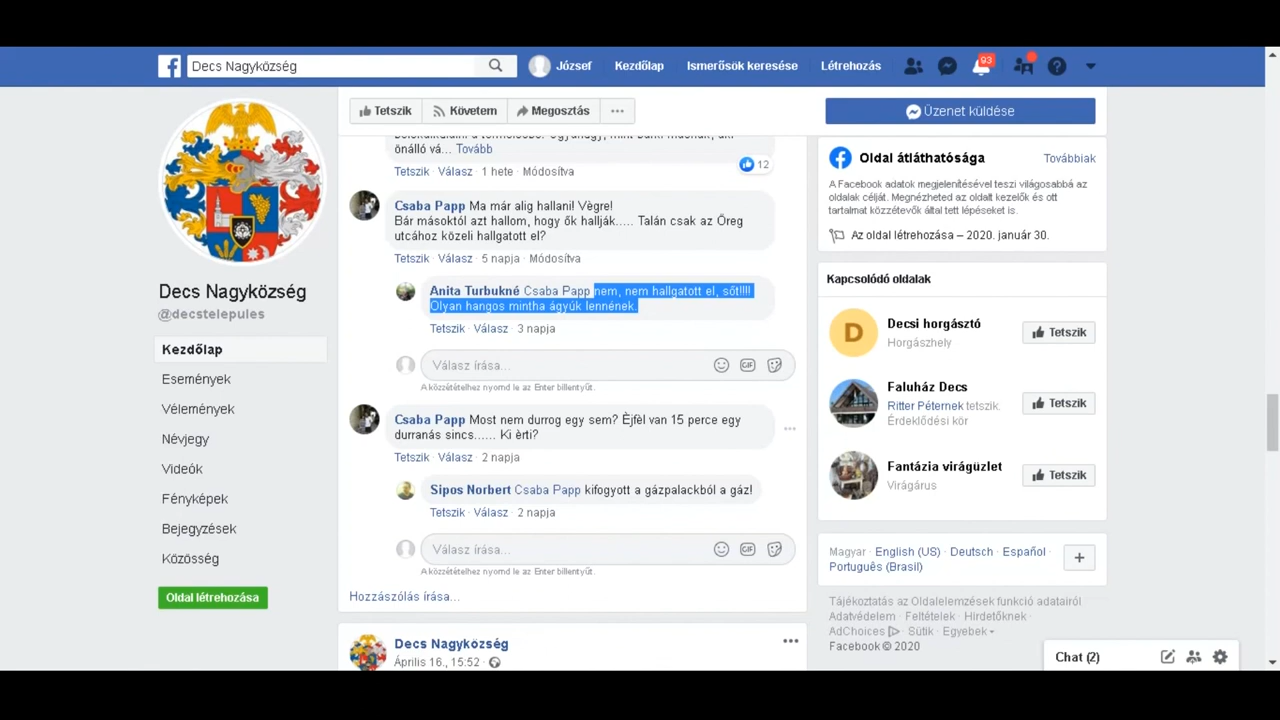 Decs Nagyközség
József
Kezdőlap
Ismerősök keresése
Létrehozás
93
Decs Nagyközség
@decstelepules
Kezdőlap
Események
Vélemények
Névjegy
Videók
Fényképek
Bejegyzések
Közösség
Oldal létrehozása
Tetszik
Követem
Megosztás
önálló vá... Tovább
12
Tetszik · Válasz · 1 hete · Módosítva
Csaba Papp Ma már alig hallani! Vègre!
Bár másoktól azt hallom, hogy ők hallják..... Talán csak az Öreg
utcához közeli hallgatott el?
Tetszik · Válasz · 5 napja · Módosítva
Anita Turbukné Csaba Papp nem, nem hallgatott el, sőt!!!!
Olyan hangos mintha ágyúk lennének.
Tetszik · Válasz · 3 napja
Válasz írása...
GIF
A közzétételhez nyomd le az Enter billentyűt.
Csaba Papp Most nem durrog egy sem? Èjfèl van 15 perce egy
durranás sincs...... Ki èrti?
Tetszik · Válasz · 2 napja
Sipos Norbert Csaba Papp kifogyott a gázpalackból a gáz!
Tetszik · Válasz · 2 napja
Válasz írása...
GIF
A közzétételhez nyomd le az Enter billentyűt.
Hozzászólás írása...
Decs Nagyközség
Április 16., 15:52 ·
Üzenet küldése
Oldal átláthatósága
Továbbiak
A Facebook adatok megjelenítésével teszi világosabbá az
oldalak célját. Megnézheted az oldalt kezelők és ott
tartalmat közzétevők által tett lépéseket is.
Az oldal létrehozása – 2020. január 30.
Kapcsolódó oldalak
D
Decsi horgásztó
Horgászhely
Tetszik
Faluház Decs
Ritter Péternek tetszik.
Érdeklődési kör
Tetszik
Fantázia virágüzlet
Virágárus
Tetszik
Magyar · English (US) · Deutsch · Español ·
Português (Brasil)
Tájékoztatás az Oldalelemzések funkció adatairól
Adatvédelem · Feltételek · Hirdetőknek ·
AdChoices · Sütik · Egyebek
Facebook © 2020
Chat (2)